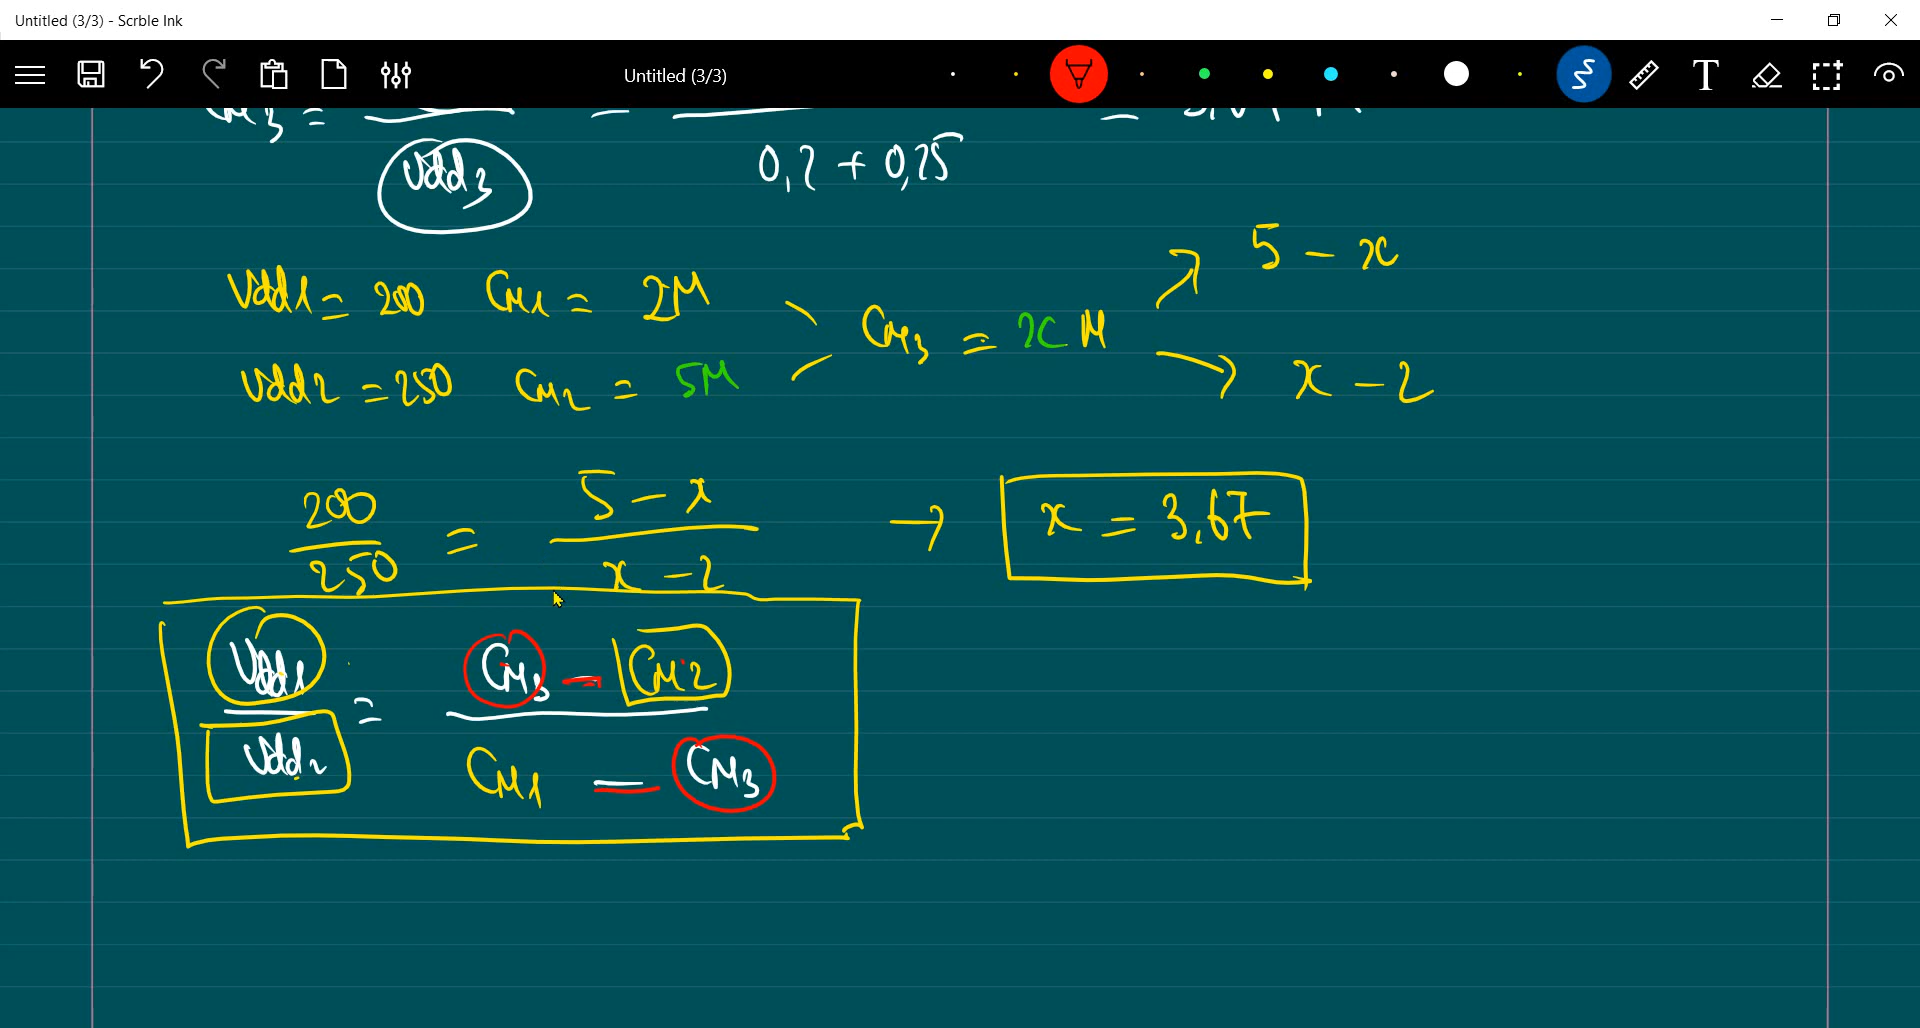 Untitled (3/3) - Scrble Ink
Untitled (3/3)
T
CM3 =
Vdd3
0,2 + 0,25
Vdd1 = 200 CM1 = 2M
Vdd2 = 250 CM2 = 5M
CM3 = x M
5 - x
x - 2
200/250 = 5 - x / x - 2 → x = 3,67
Vdd1/Vdd2 = CM3 - CM2 / CM1 - CM3